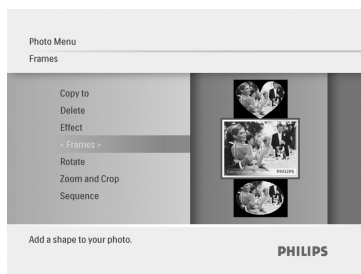 Photo Menu
Frames
Copy to
Delete
Effect
< Frames >
Rotate
Zoom and Crop
Sequence
PHILIPS
Add a shape to your photo.
PHILIPS